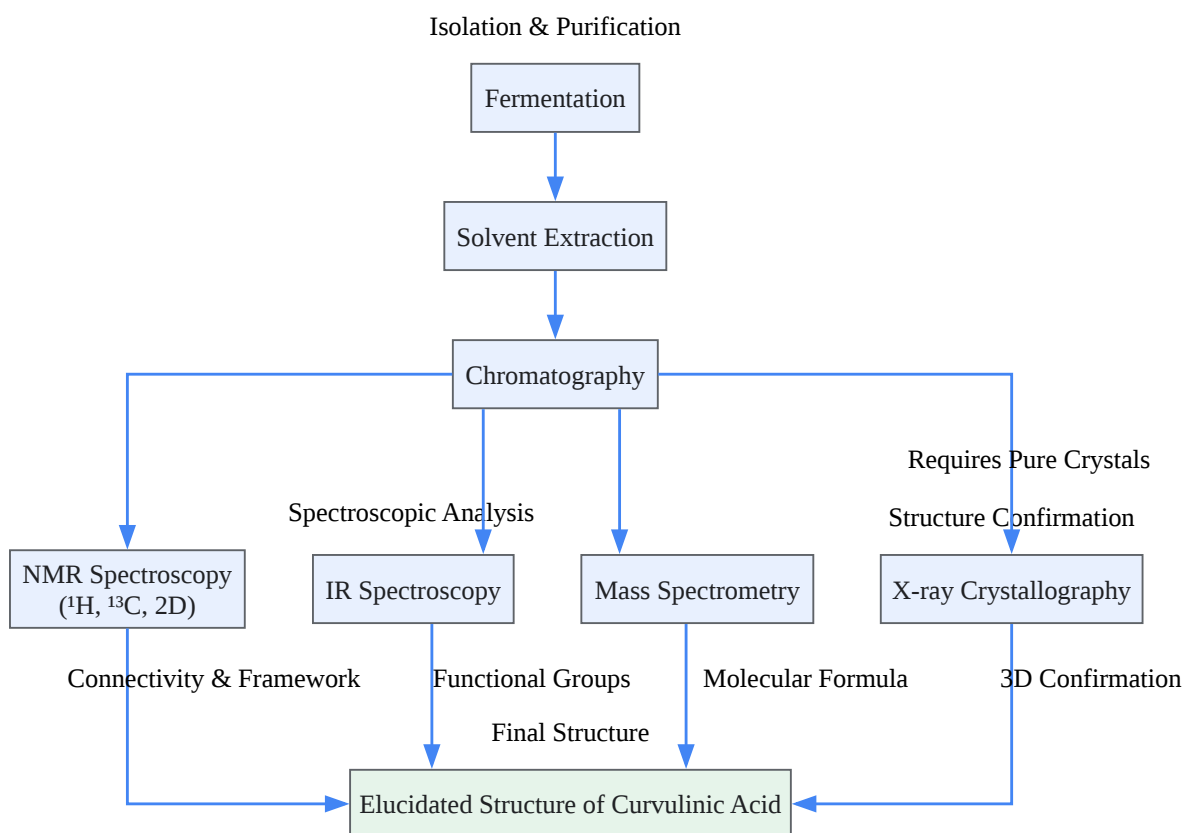 Isolation & Purification
Fermentation
Solvent Extraction
Chromatography
Requires Pure Crystals
Spectroscopic Analysis
Structure Confirmation
NMR Spectroscopy
(¹H, ¹³C, 2D)
IR Spectroscopy
Mass Spectrometry
X-ray Crystallography
Connectivity & Framework
Functional Groups
Molecular Formula
3D Confirmation
Final Structure
Elucidated Structure of Curvulinic Acid